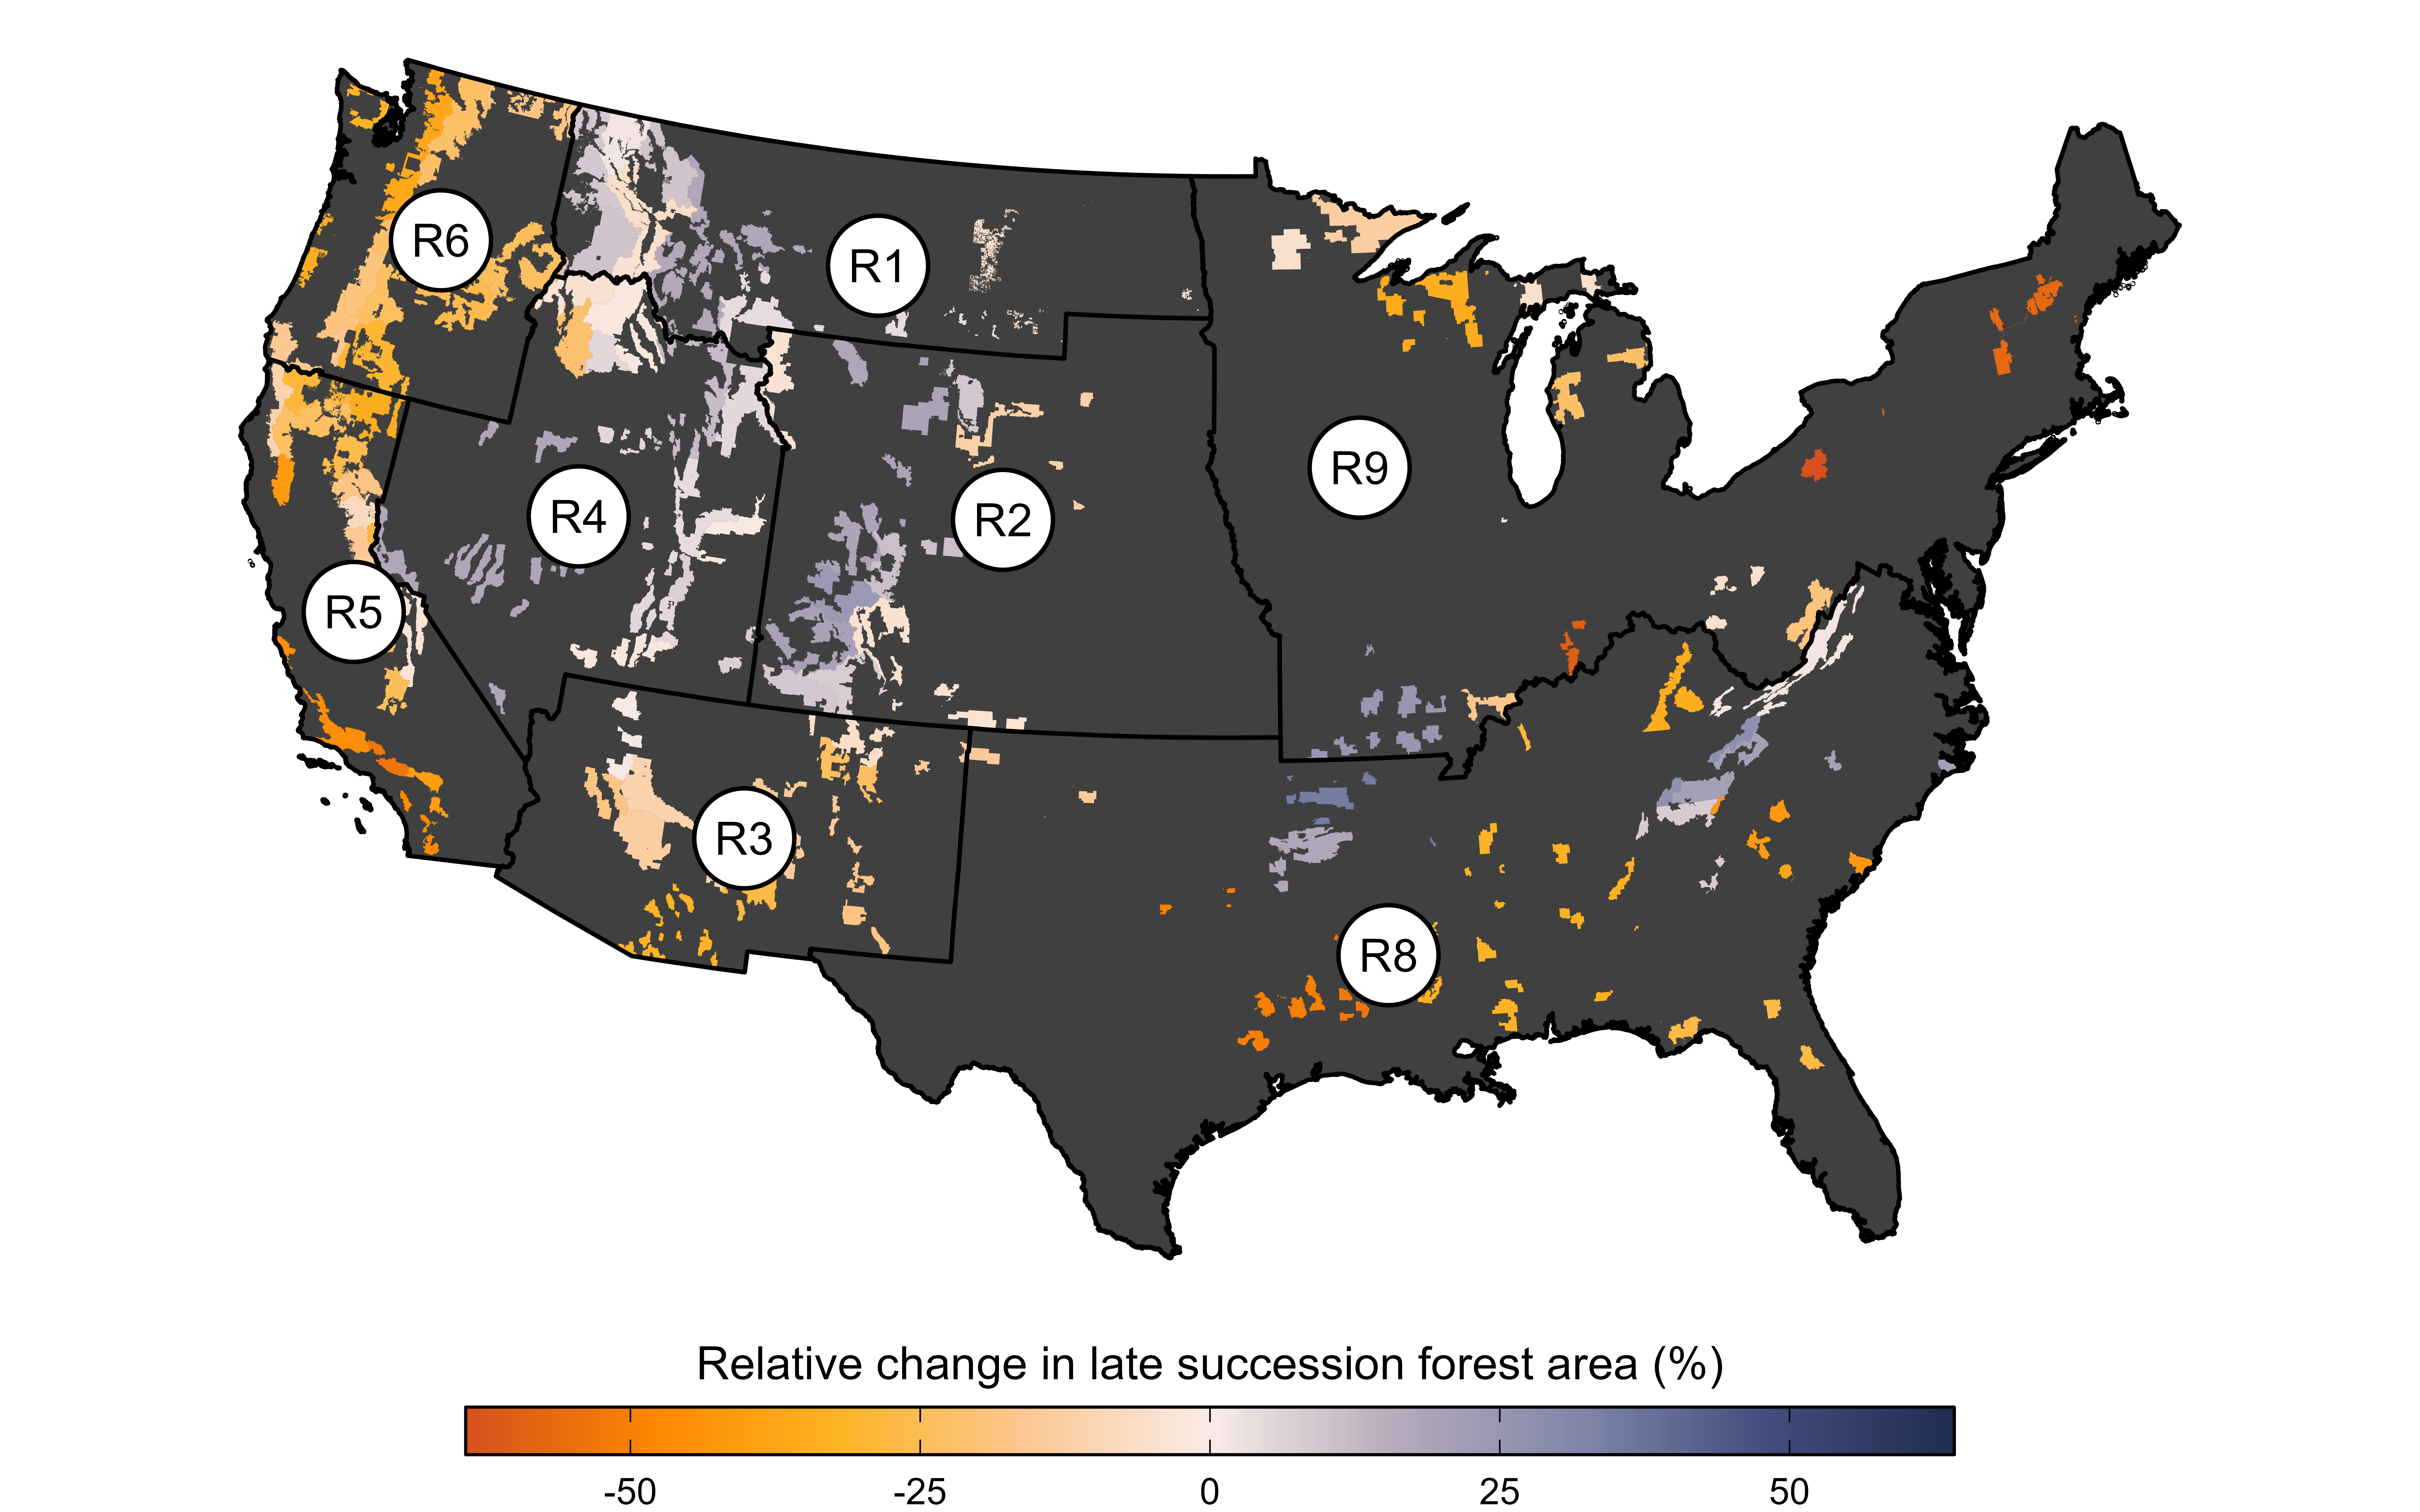 R6
R1
R9
R4
R2
R5
R3
R8
Relative change in late succession forest area (%)
-50 -25 0 25 50